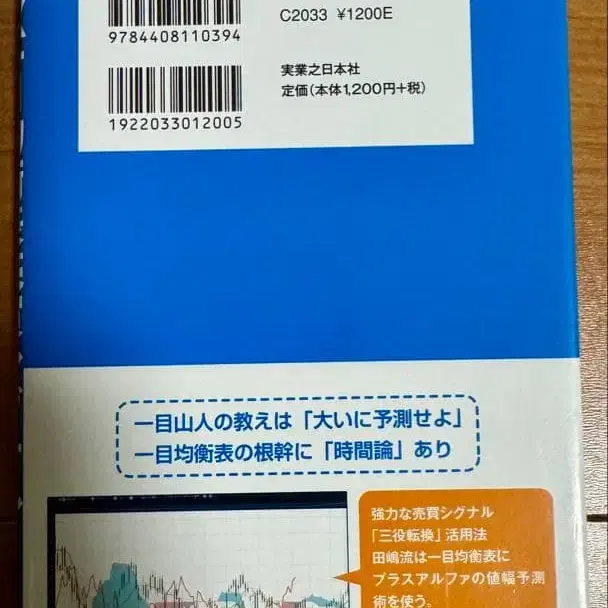 9784408110394
C2033 ¥1200E
実業之日本社
定価(本体1,200円+税)
1922033012005
一目山人の教えは「大いに予測せよ」
一目均衡表の根幹に「時間論」あり
強力な売買シグナル
「三役転換」活用法
田嶋流は一目均衡表に
プラスアルファの値幅予測
術を使う。